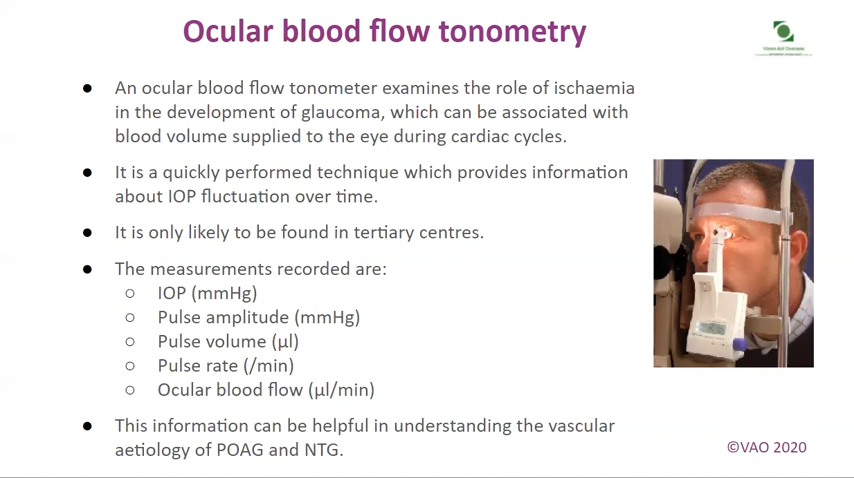 Ocular blood flow tonometry
Vision Aid Overseas
● An ocular blood flow tonometer examines the role of ischaemia
in the development of glaucoma, which can be associated with
blood volume supplied to the eye during cardiac cycles.
● It is a quickly performed technique which provides information
about IOP fluctuation over time.
● It is only likely to be found in tertiary centres.
● The measurements recorded are:
○ IOP (mmHg)
○ Pulse amplitude (mmHg)
○ Pulse volume (µl)
○ Pulse rate (/min)
○ Ocular blood flow (µl/min)
● This information can be helpful in understanding the vascular
aetiology of POAG and NTG.
©VAO 2020